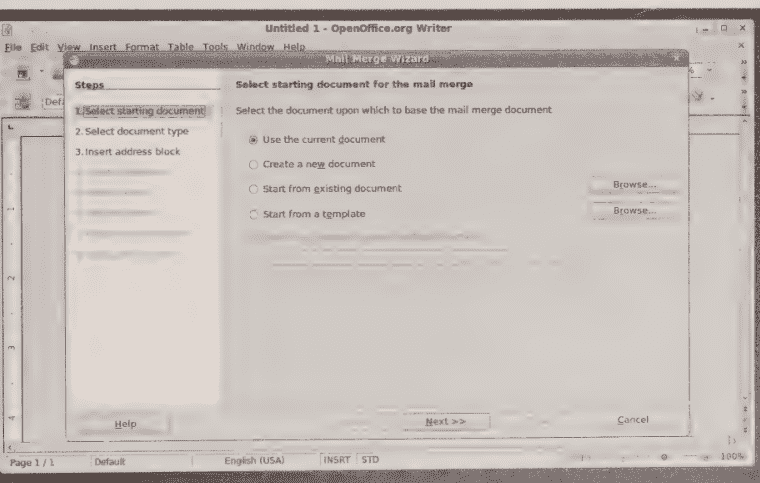 Untitled 1 - OpenOffice.org Writer
File Edit View Insert Format Table Tools Window Help
Mail Merge Wizard
Steps
1. Select starting document
2. Select document type
3. Insert address block
Select starting document for the mail merge
Select the document upon which to base the mail merge document
Use the current document
Create a new document
Start from existing document
Browse...
Start from a template
Browse...
Help
Next >>
Cancel
1
2
3
4
Page 1 / 1 Default English (USA) INSRT STD 100%